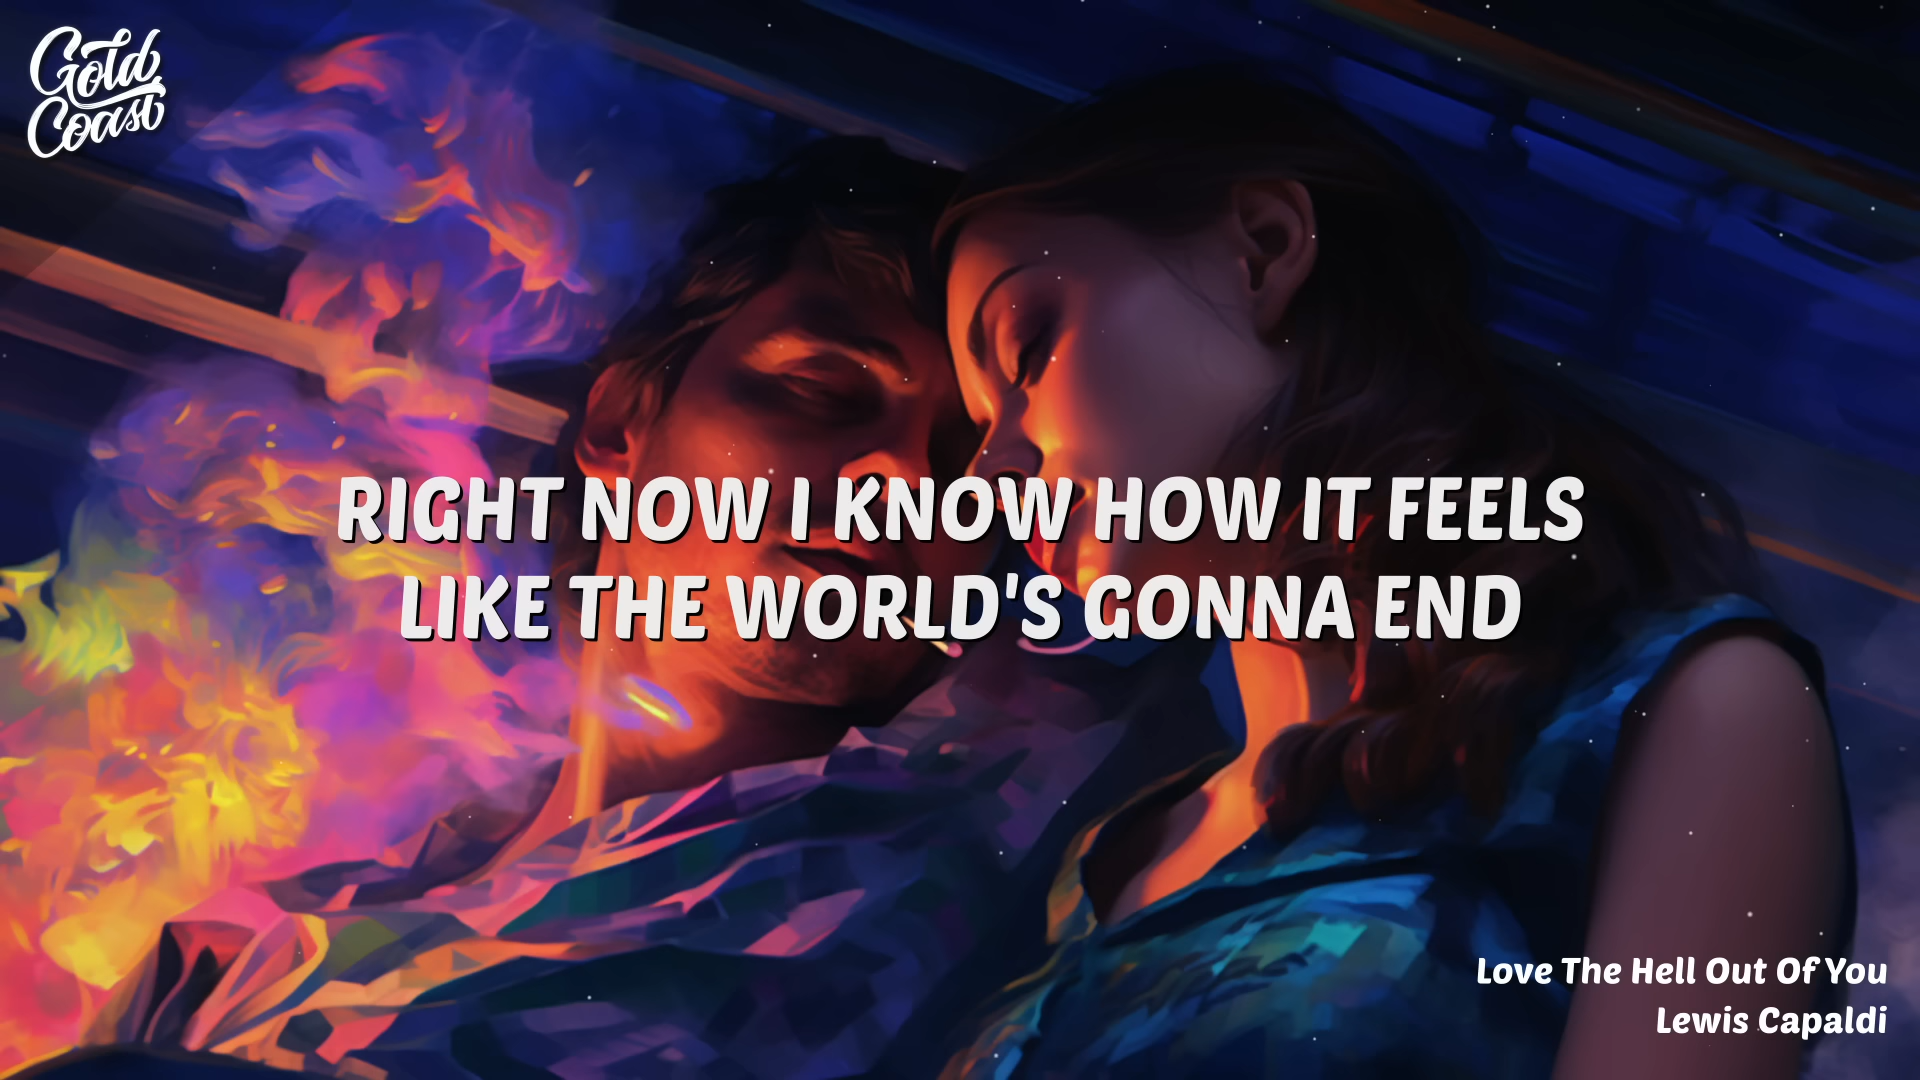 Gold
Coast
RIGHT NOW I KNOW HOW IT FEELS
LIKE THE WORLD'S GONNA END
Love The Hell Out Of You
Lewis Capaldi